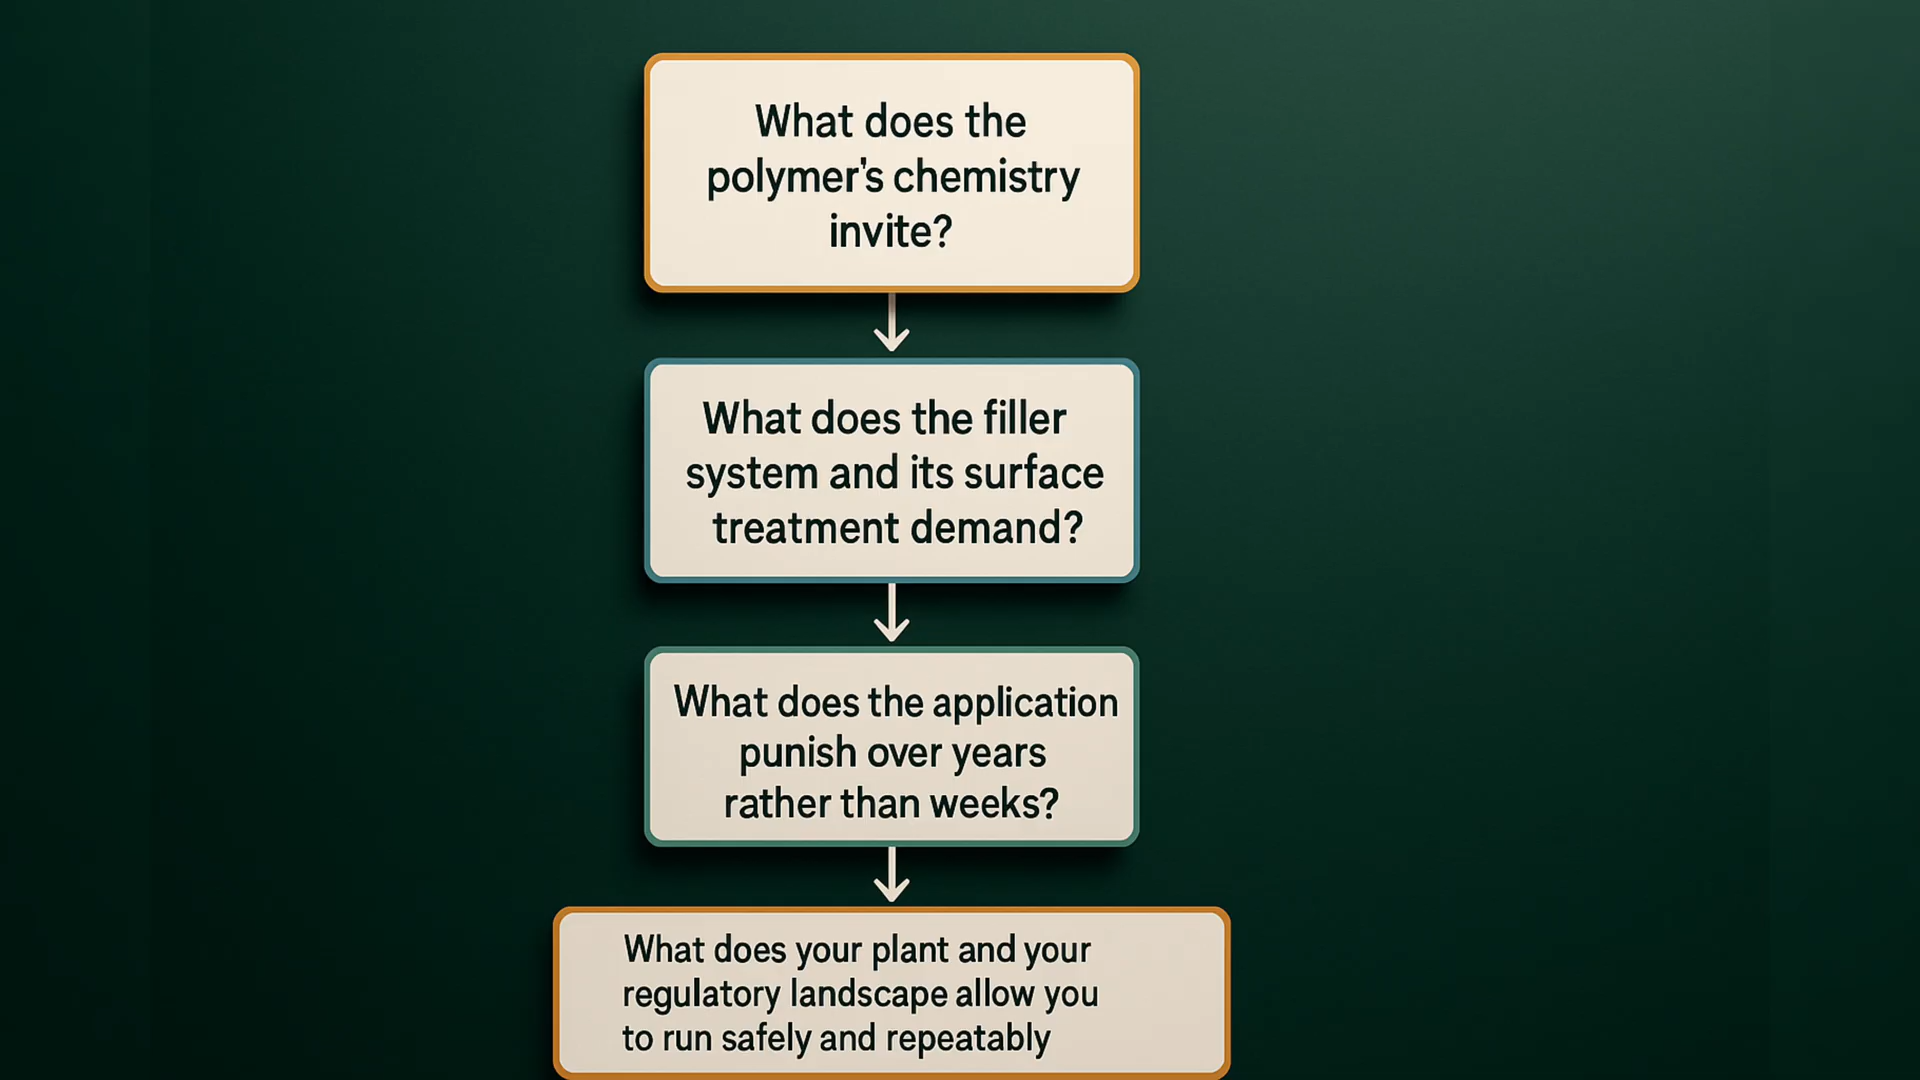 What does the
polymer's chemistry
invite?
What does the filler
system and its surface
treatment demand?
What does the application
punish over years
rather than weeks?
What does your plant and your
regulatory landscape allow you
to run safely and repeatably